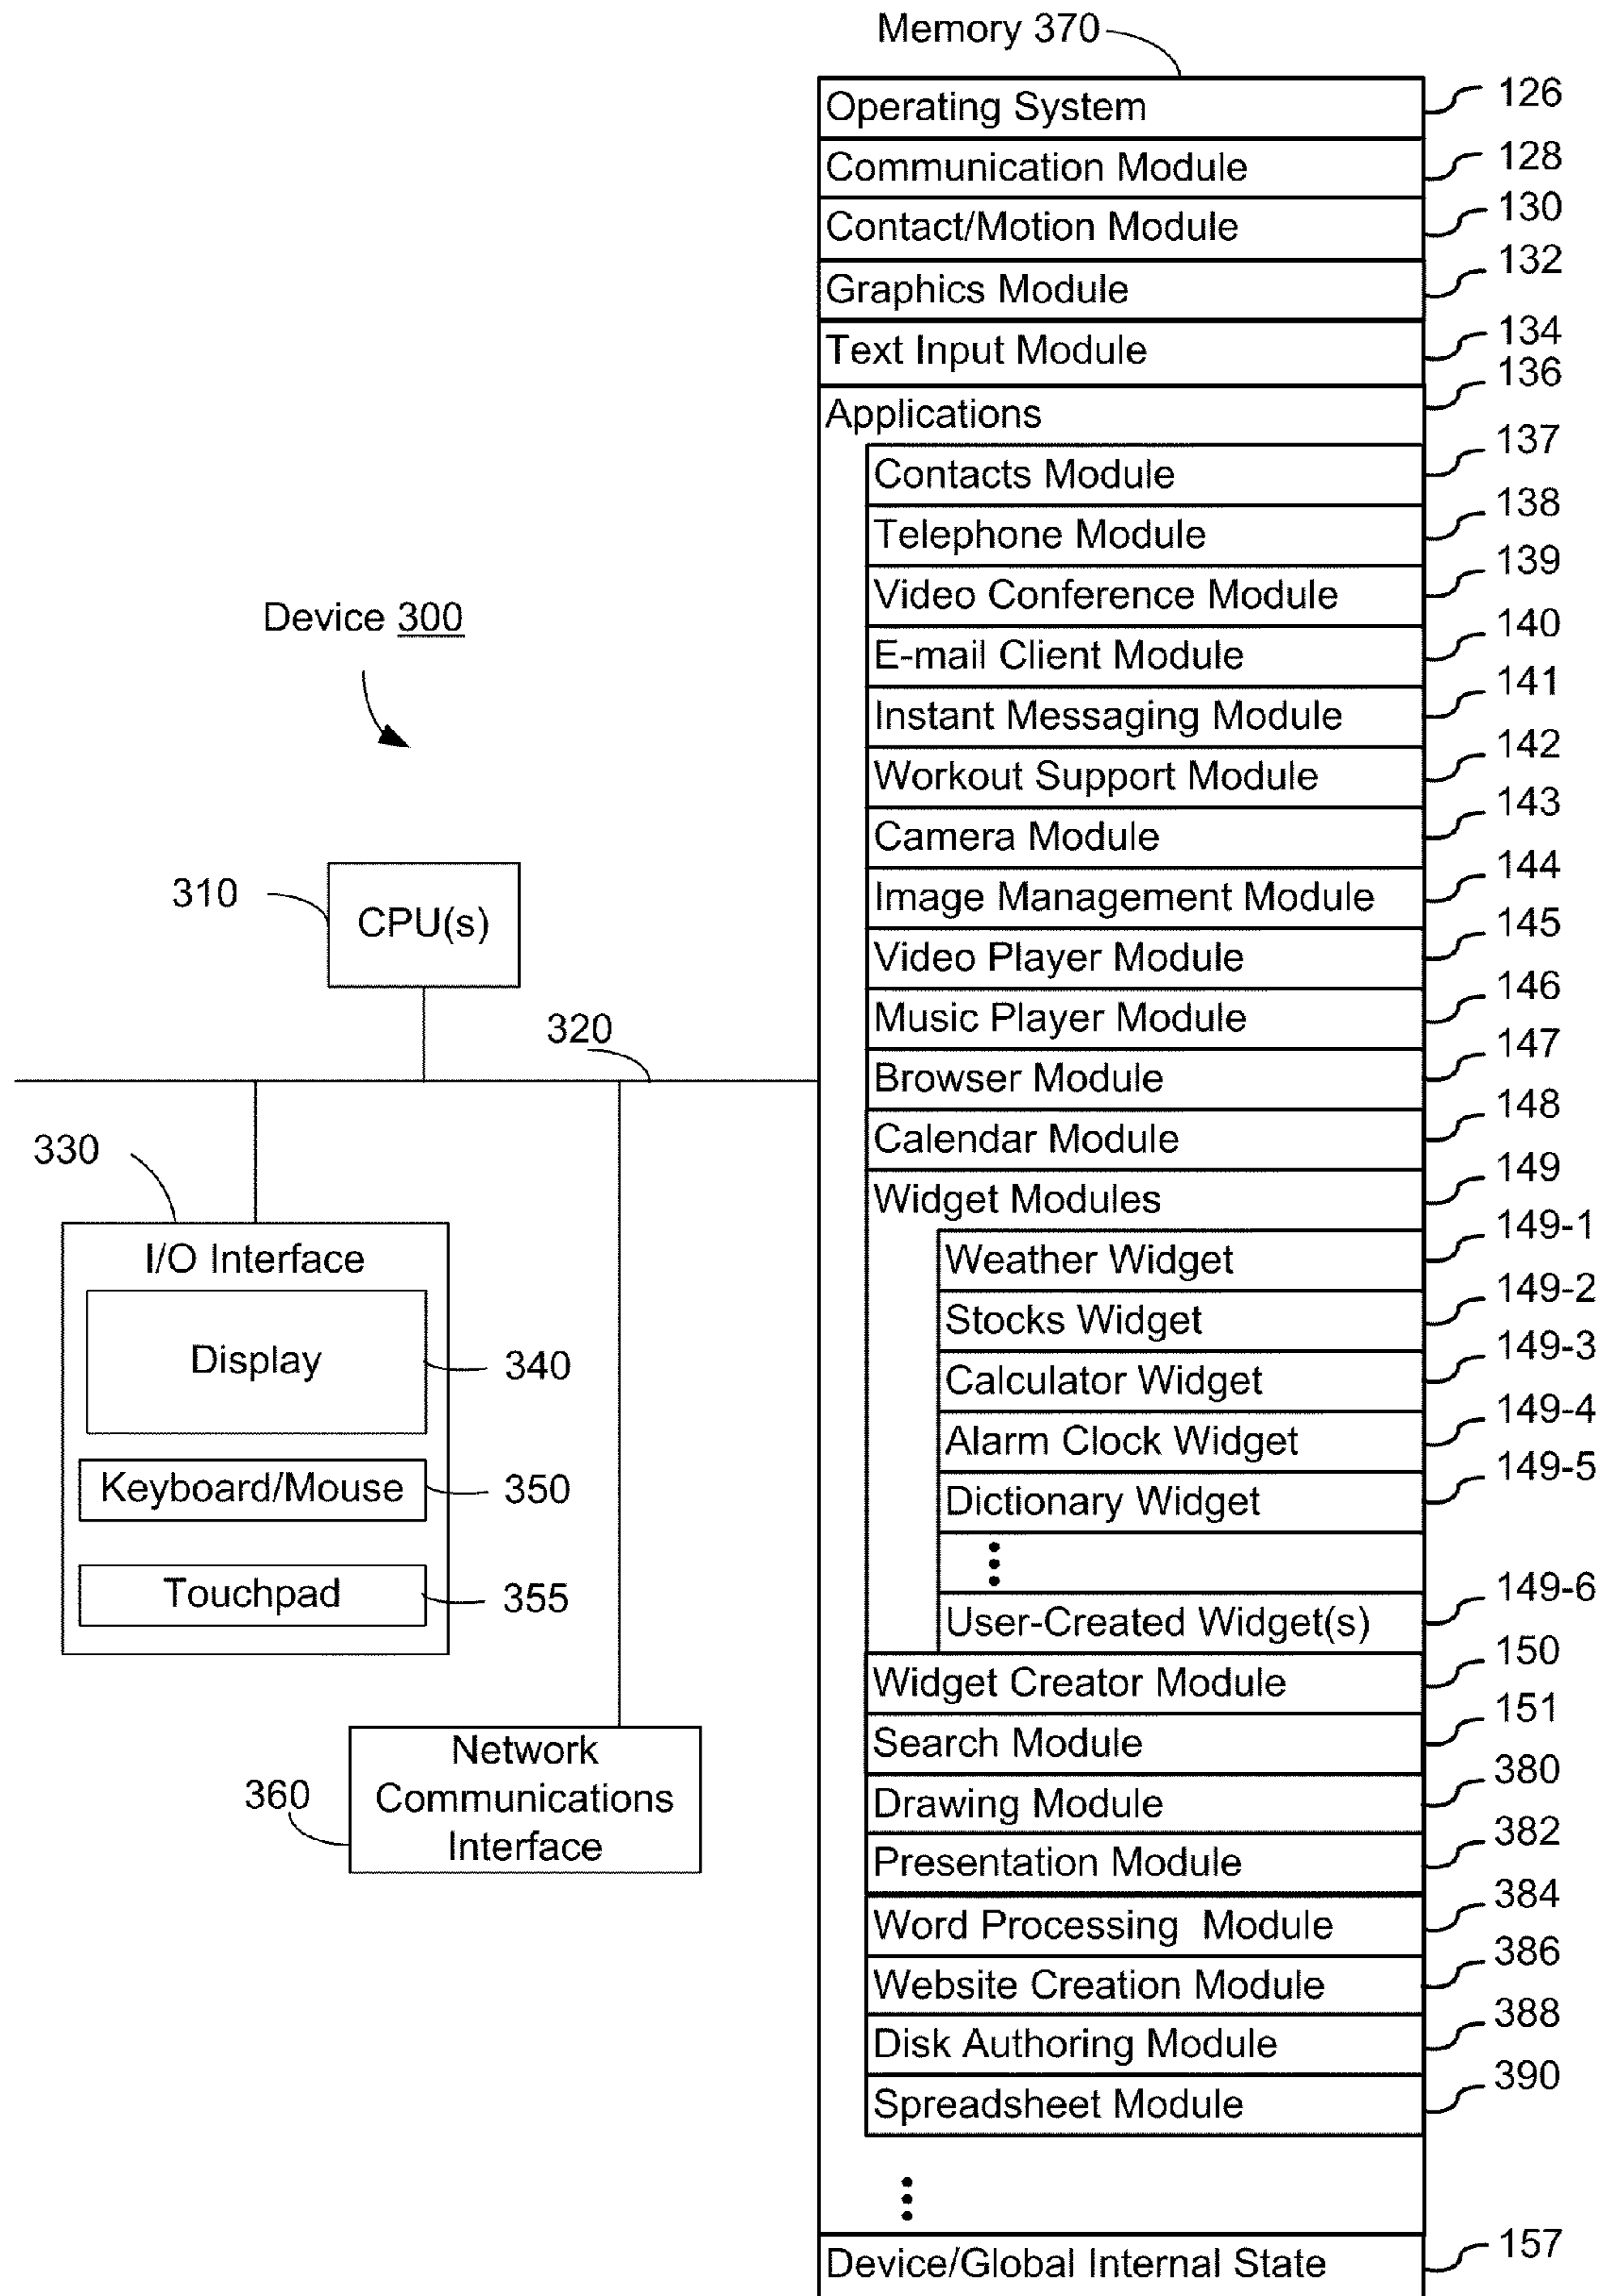 Memory 370
Operating System 126
Communication Module 128
Contact/Motion Module 130
Graphics Module 132
Text Input Module 134
Applications 136
Contacts Module 137
Telephone Module 138
Video Conference Module 139
E-mail Client Module 140
Instant Messaging Module 141
Workout Support Module 142
Camera Module 143
Image Management Module 144
Video Player Module 145
Music Player Module 146
Browser Module 147
Calendar Module 148
Widget Modules 149
Weather Widget 149-1
Stocks Widget 149-2
Calculator Widget 149-3
Alarm Clock Widget 149-4
Dictionary Widget 149-5
User-Created Widget(s) 149-6
Widget Creator Module 150
Search Module 151
Drawing Module 380
Presentation Module 382
Word Processing Module 384
Website Creation Module 386
Disk Authoring Module 388
Spreadsheet Module 390
Device/Global Internal State 157
Device 300
310
CPU(s)
320
330
I/O Interface
Display 340
Keyboard/Mouse 350
Touchpad 355
360
Network
Communications
Interface